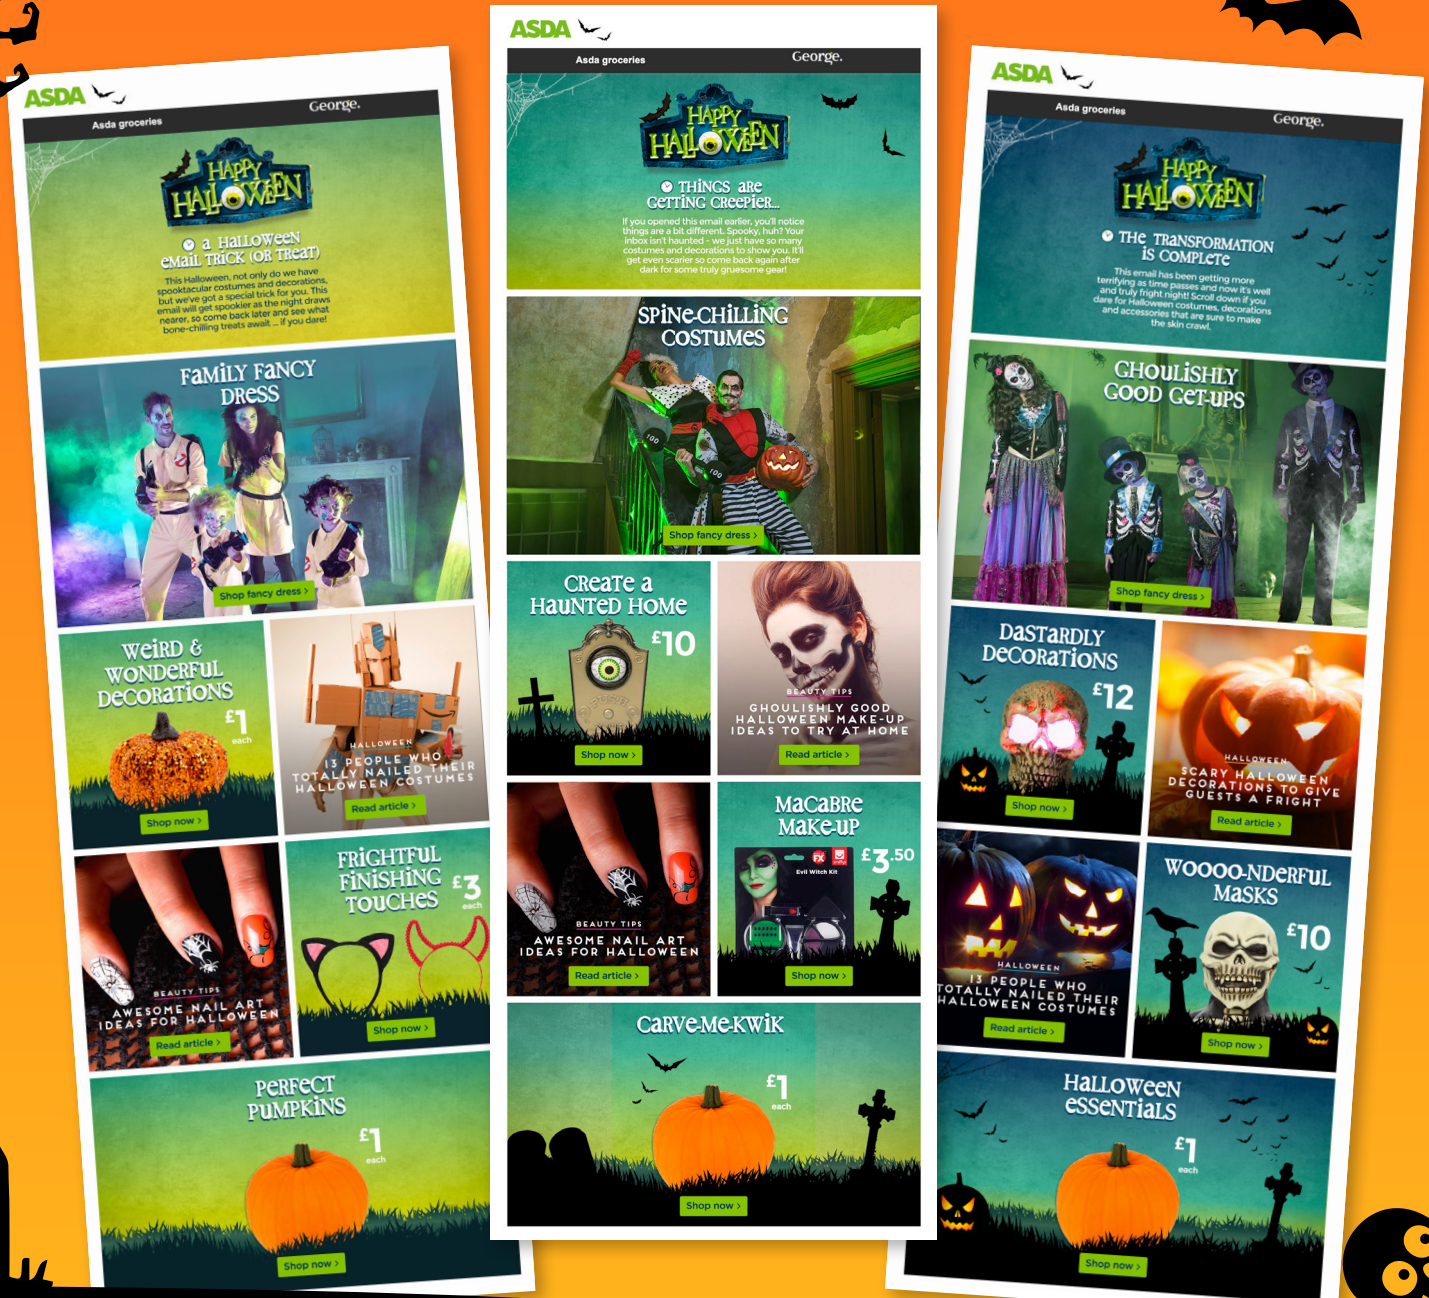 ASDA
Asda groceries
George.
HAPPY
HALLOWEEN
a HALLOWEEN
eMAIL TRICK (OR TREAT)
This Halloween, not only do we have
spooktacular costumes and decorations,
but we've got a special trick for you. This
email will get spookier as the night draws
nearer, so come back later and see what
bone-chilling treats await ... if you dare!
FAMILY FANCY
DRESS
Shop fancy dress >
WEIRD &
WONDERFUL
DECORATIONS
£1
each
Shop now >
HALLOWEEN
13 PEOPLE WHO
TOTALLY NAILED THEIR
HALLOWEEN COSTUMES
Read article >
BEAUTY TIPS
AWESOME NAIL ART
IDEAS FOR HALLOWEEN
Read article >
FRIGHTFUL
FINISHING
TOUCHES
£3
each
Shop now >
PERFECT
PUMPKINS
£1
each
Shop now >
ASDA
Asda groceries
George.
HAPPY
HALLOWEEN
THINGS ARE
GETTING CREEPIER...
If you opened this email earlier, you'll notice
things are a bit different. Spooky, huh? Your
inbox isn't haunted - we just have so many
costumes and decorations to show you. It'll
get even scarier so come back again after
dark for some truly gruesome gear!
SPINE-CHILLING
COSTUMES
100
100
Shop fancy dress >
CREATE A
HAUNTED HOME
£10
Shop now >
BEAUTY TIPS
GHOULISHLY GOOD
HALLOWEEN MAKE-UP
IDEAS TO TRY AT HOME
Read article >
BEAUTY TIPS
AWESOME NAIL ART
IDEAS FOR HALLOWEEN
Read article >
MACABRE
MAKE-UP
£3.50
FX
Evil Witch Kit
Shop now >
CARVE-ME-KWIK
£1
each
Shop now >
ASDA
Asda groceries
George.
HAPPY
HALLOWEEN
THE TRANSFORMATION
IS COMPLETE
This email has been getting more
terrifying as time passes and now it's well
and truly fright night! Scroll down if you
dare for Halloween costumes, decorations
and accessories that are sure to make
the skin crawl.
GHOULISHLY
GOOD GET-UPS
Shop fancy dress >
DASTARDLY
DECORATIONS
£12
Shop now >
HALLOWEEN
SCARY HALLOWEEN
DECORATIONS TO GIVE
GUESTS A FRIGHT
Read article >
HALLOWEEN
13 PEOPLE WHO
TOTALLY NAILED THEIR
HALLOWEEN COSTUMES
Read article >
WOOOO-NDERFUL
MASKS
£10
Shop now >
HALLOWEEN
ESSENTIALS
£1
each
Shop now >